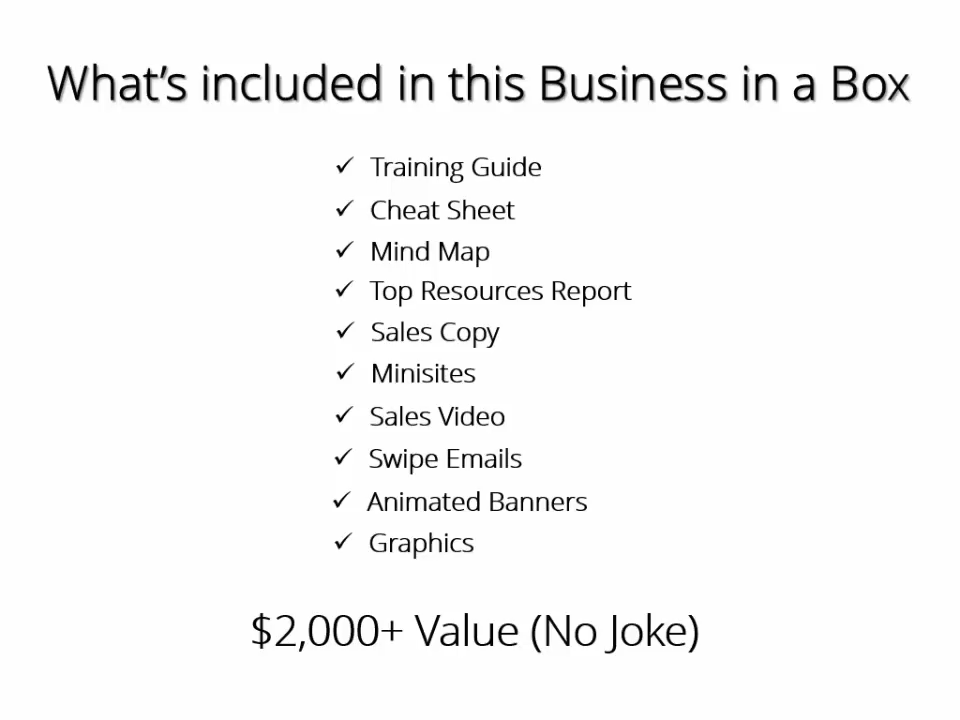 What's included in this Business in a Box
✓ Training Guide
✓ Cheat Sheet
✓ Mind Map
✓ Top Resources Report
✓ Sales Copy
✓ Minisites
✓ Sales Video
✓ Swipe Emails
✓ Animated Banners
✓ Graphics
$2,000+ Value (No Joke)